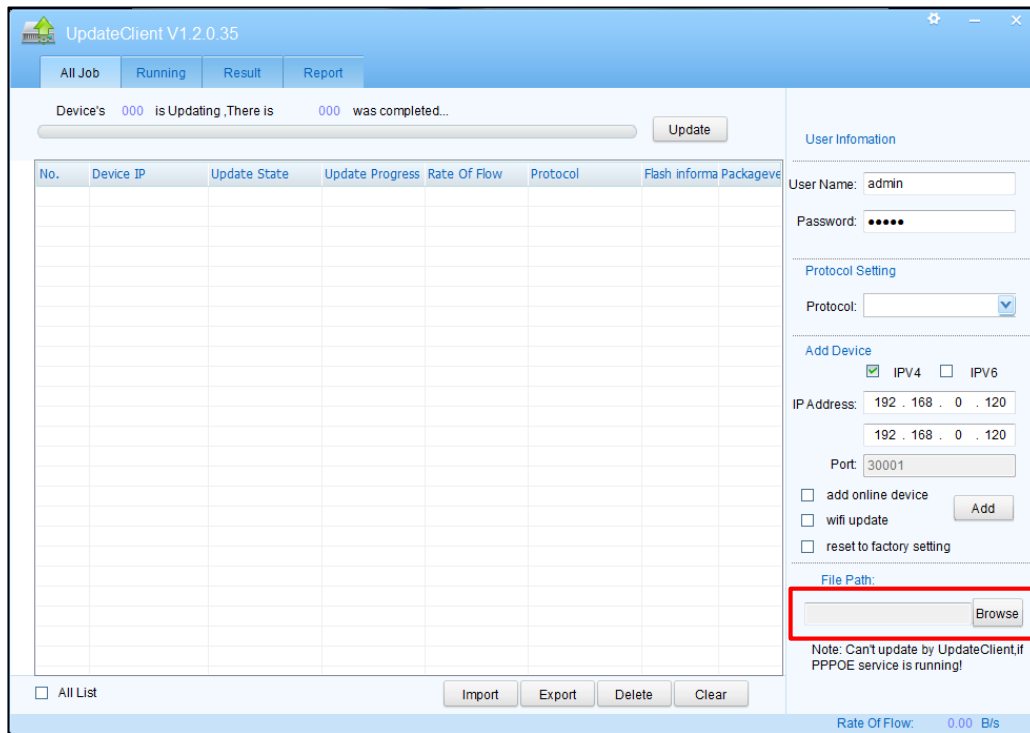 UpdateClient V1.2.0.35
All Job Running Result Report
Device's 000 is Updating ,There is 000 was completed...
Update
No. Device IP Update State Update Progress Rate Of Flow Protocol Flash informa Packageve
User Infomation
User Name: admin
Password: ●●●●●
Protocol Setting
Protocol:
Add Device
IPV4 IPV6
IP Address: 192 . 168 . 0 . 120
192 . 168 . 0 . 120
Port: 30001
add online device
Add
wifi update
reset to factory setting
File Path:
Browse
Note: Can't update by UpdateClient,if
PPPOE service is running!
All List Import Export Delete Clear
Rate Of Flow: 0.00 B/s